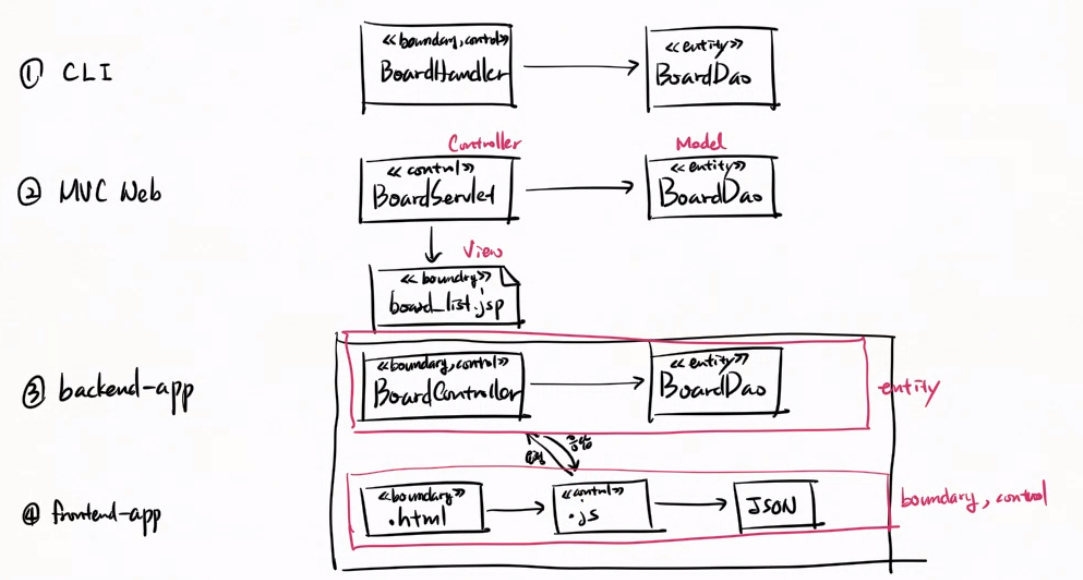 ① CLI
<<boundary, control>>
BoardHandler
<<entity>>
BoardDao
② MVC Web
Controller
<<control>>
BoardServlet
Model
<<entity>>
BoardDao
View
<<boundry>>
board_list.jsp
③ backend-app
<<boundary, control>>
BoardController
<<entity>>
BoardDao
entity
요청
응답
④ frontend-app
<<boundary>>
.html
<<control>>
.js
JSON
boundary, control